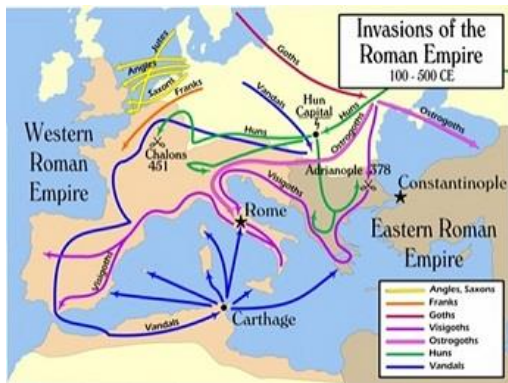 Invasions of the
Roman Empire
100 - 500 CE
Jutes
Angles
Saxons
Franks
Goths
Vandals
Hun
Capital
Huns
Ostrogoths
Ostrogoths
Huns
Western
Roman
Empire
Chalons
451
Adrianople
378
Visigoths
Constantinople
Rome
Eastern Roman
Empire
Visigoths
Vandals
Carthage
Angles, Saxons
Franks
Goths
Visigoths
Ostrogoths
Huns
Vandals